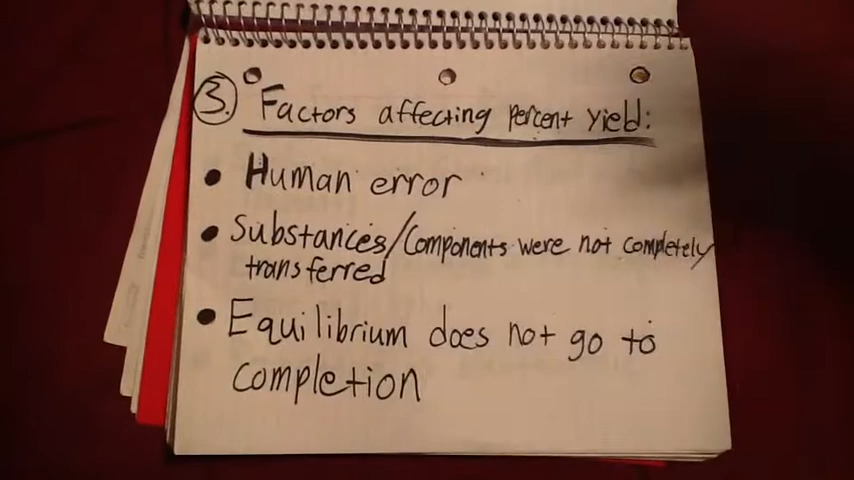 3. Factors affecting percent yield:
• Human error
• Substances/Components were not completely
transferred
• Equilibrium does not go to
completion